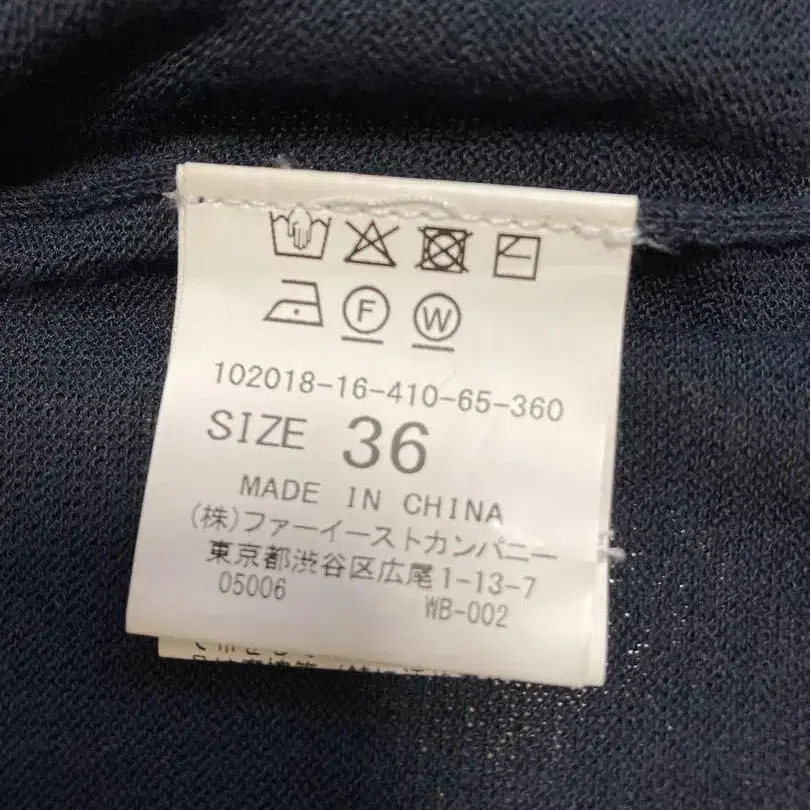 F W
102018-16-410-65-360
SIZE 36
MADE IN CHINA
(株)ファーイーストカンパニー
東京都渋谷区広尾1-13-7
05006 WB-002